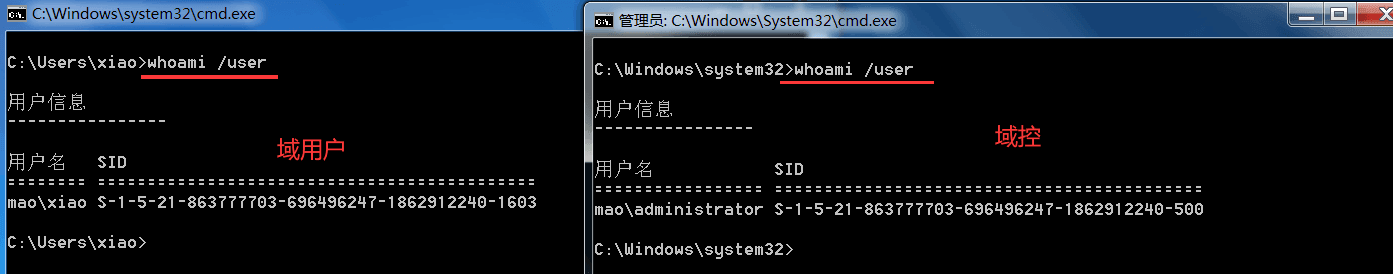 C:\Windows\system32\cmd.exe
C:\Users\xiao>whoami /user
用户信息
----------------
域用户
用户名 SID
======== ============================================
mao\xiao S-1-5-21-863777703-696496247-1862912240-1603
C:\Users\xiao>
管理员: C:\Windows\System32\cmd.exe
C:\Windows\system32>whoami /user
用户信息
----------------
域控
用户名 SID
================= ===========================================
mao\administrator S-1-5-21-863777703-696496247-1862912240-500
C:\Windows\system32>